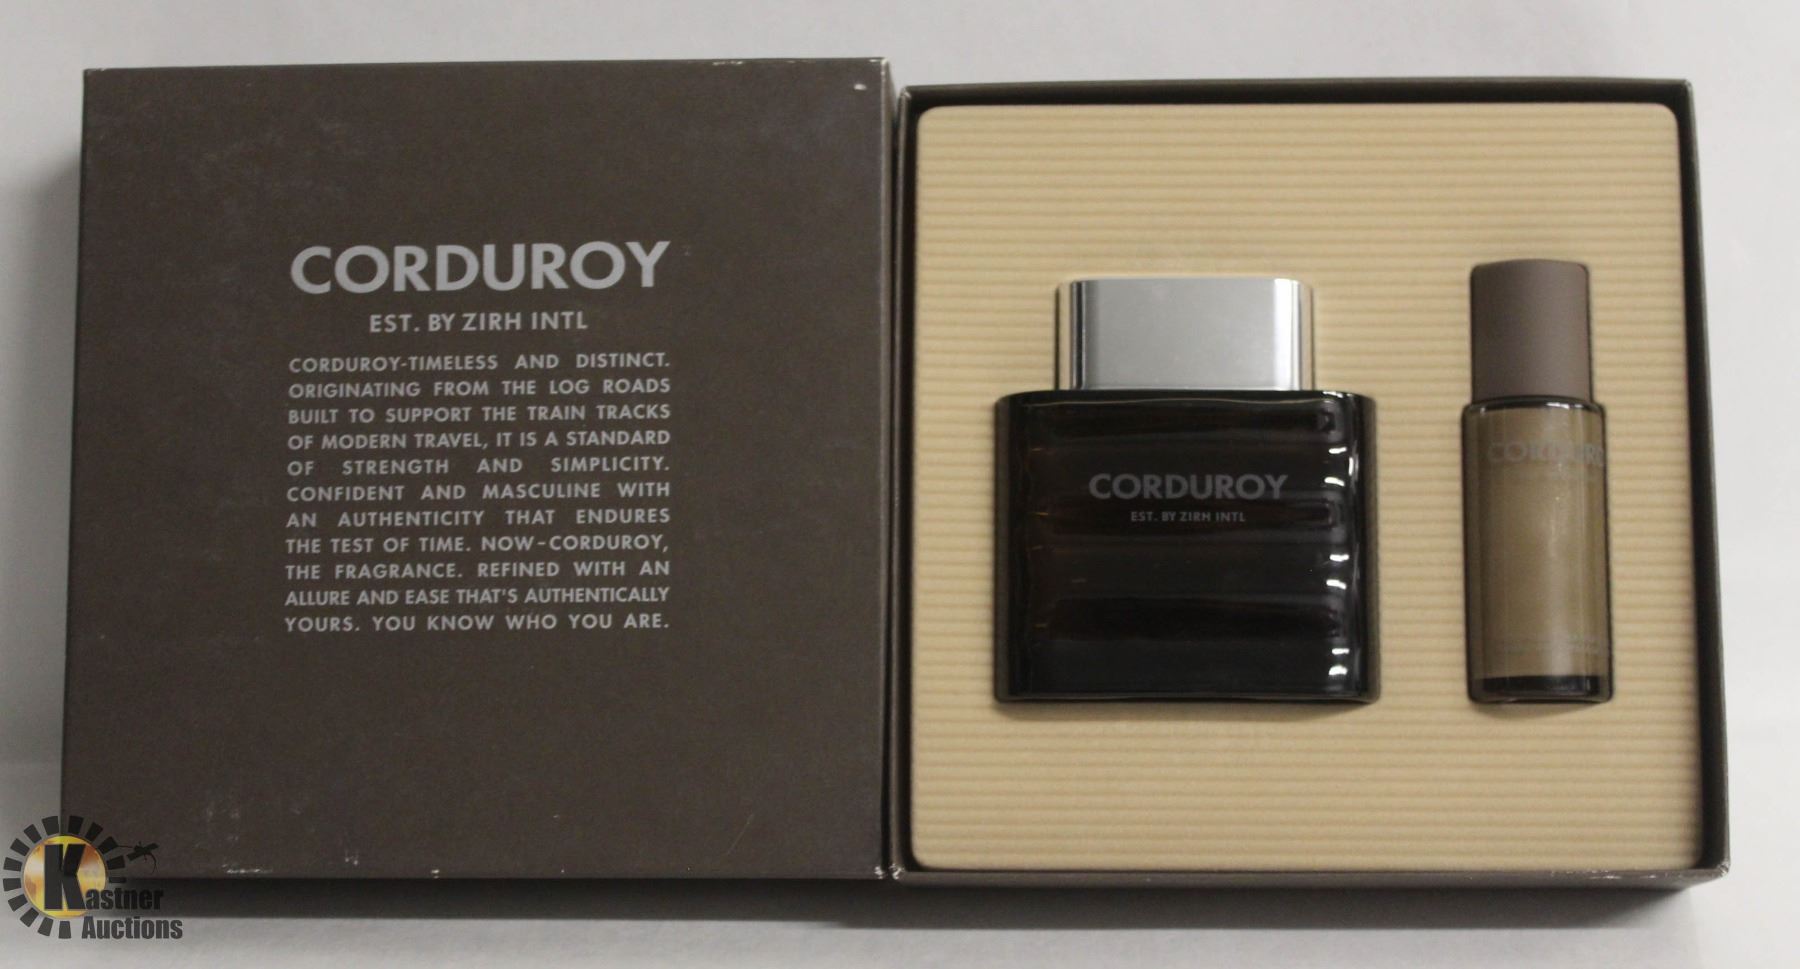 CORDUROY
EST. BY ZIRH INTL
CORDUROY-TIMELESS AND DISTINCT.
ORIGINATING FROM THE LOG ROADS
BUILT TO SUPPORT THE TRAIN TRACKS
OF MODERN TRAVEL, IT IS A STANDARD
OF STRENGTH AND SIMPLICITY.
CONFIDENT AND MASCULINE WITH
AN AUTHENTICITY THAT ENDURES
THE TEST OF TIME. NOW-CORDUROY,
THE FRAGRANCE. REFINED WITH AN
ALLURE AND EASE THAT'S AUTHENTICALLY
YOURS. YOU KNOW WHO YOU ARE.
CORDUROY
EST. BY ZIRH INTL
Kastner
Auctions